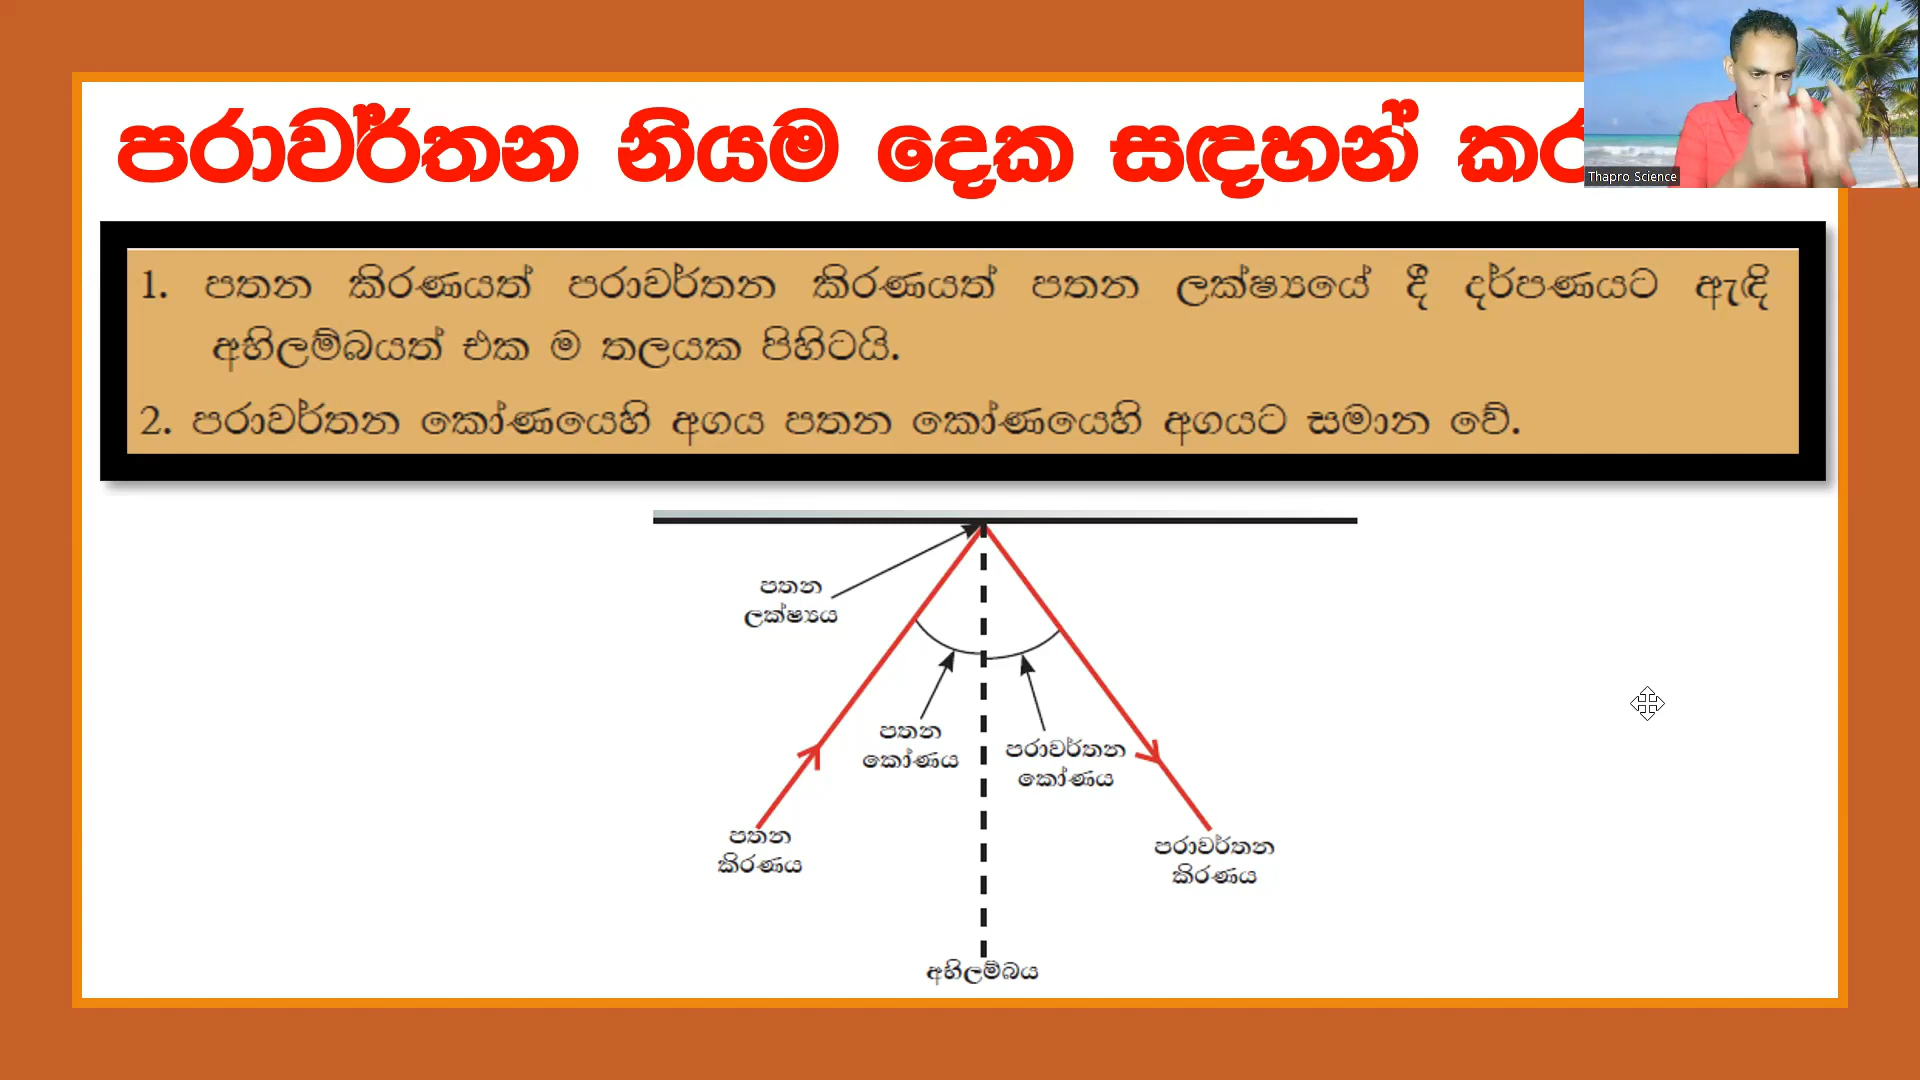 පරාවර්තන නියම දෙක සඳහන් කර
Thapro Science
1. පතන කිරණයත් පරාවර්තන කිරණයත් පතන ලක්ෂ්‍යයේ දී දර්පණයට ඇඳි
අභිලම්බයත් එක ම තලයක පිහිටයි.
2. පරාවර්තන කෝණයෙහි අගය පතන කෝණයෙහි අගයට සමාන වේ.
පතන
ලක්ෂ්‍යය
පතන
කෝණය
පරාවර්තන
කෝණය
පතන
කිරණය
පරාවර්තන
කිරණය
අභිලම්බය